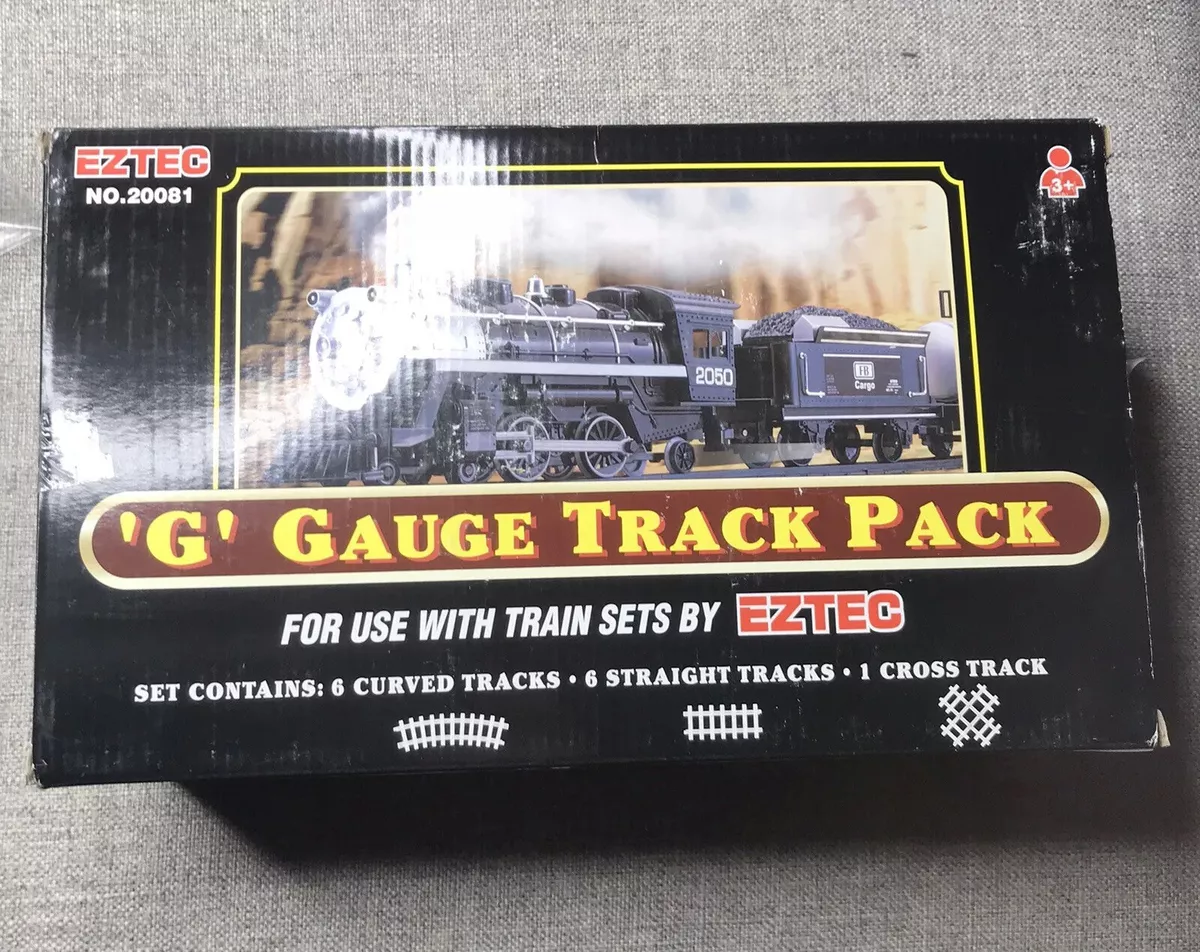 EZTEC
NO.20081
3+
2050
FB
Cargo
'G' GAUGE TRACK PACK
FOR USE WITH TRAIN SETS BY EZTEC
SET CONTAINS: 6 CURVED TRACKS • 6 STRAIGHT TRACKS • 1 CROSS TRACK